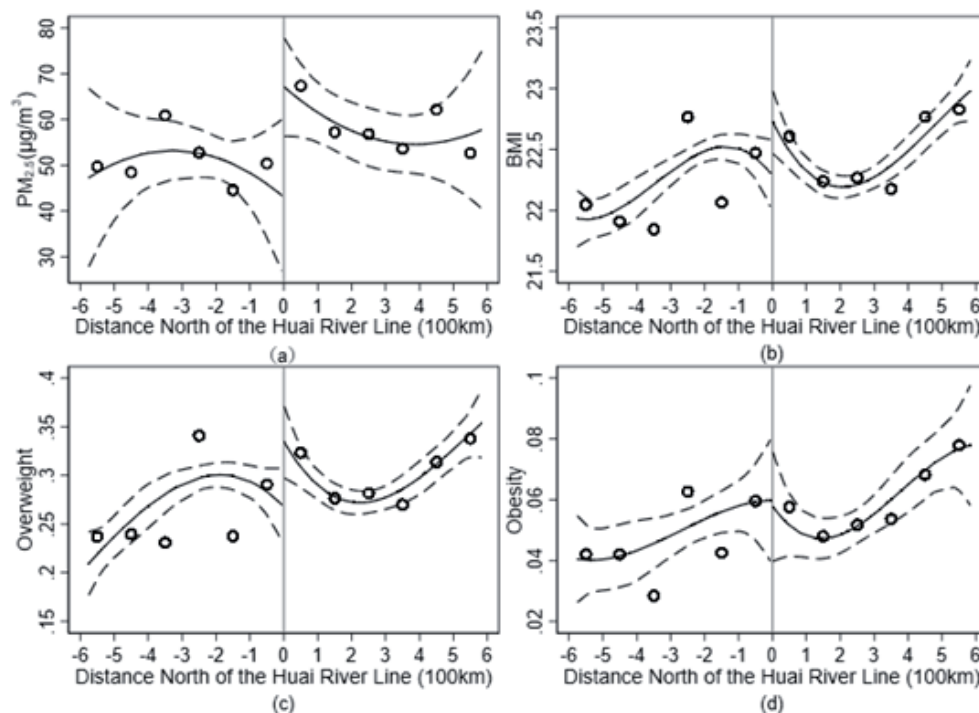 PM2.5(μg/m³)
80
70
60
50
40
30
-6 -5 -4 -3 -2 -1 0 1 2 3 4 5 6
Distance North of the Huai River Line (100km)
(a)
BMI
23.5
23
22.5
22
21.5
-6 -5 -4 -3 -2 -1 0 1 2 3 4 5 6
Distance North of the Huai River Line (100km)
(b)
Overweight
.4
.35
.3
.25
.2
.15
-6 -5 -4 -3 -2 -1 0 1 2 3 4 5 6
Distance North of the Huai River Line (100km)
(c)
Obesity
.1
.08
.06
.04
.02
-6 -5 -4 -3 -2 -1 0 1 2 3 4 5 6
Distance North of the Huai River Line (100km)
(d)